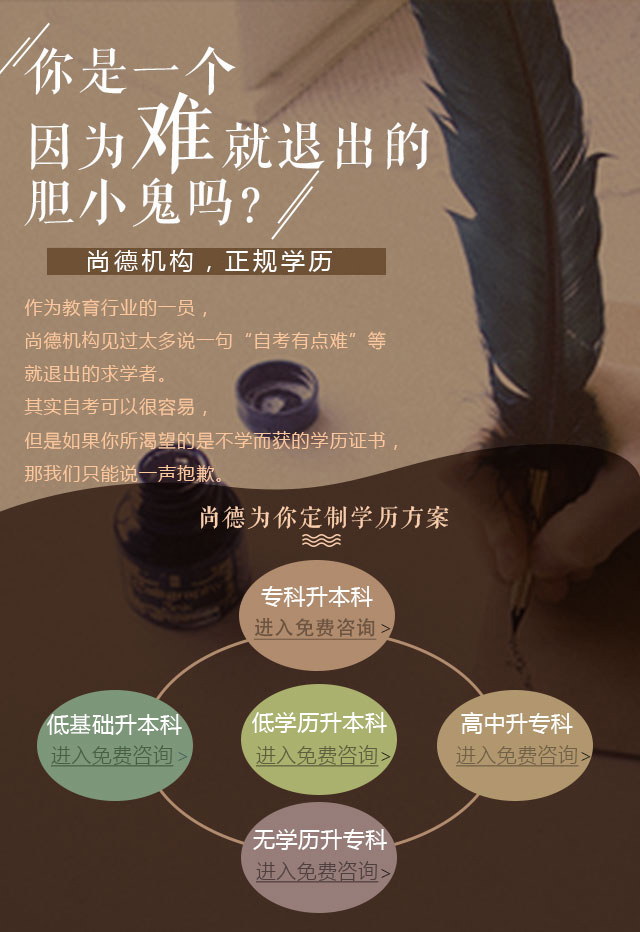 你是一个
因为难就退出的
胆小鬼吗？
尚德机构，正规学历
作为教育行业的一员，
尚德机构见过太多说一句“自考有点难”等
就退出的求学者。
其实自考可以很容易，
但是如果你所渴望的是不学而获的学历证书，
那我们只能说一声抱歉。
尚德为你定制学历方案
专科升本科
进入免费咨询>
低基础升本科
进入免费咨询>
低学历升本科
进入免费咨询>
高中升专科
进入免费咨询>
无学历升专科
进入免费咨询>